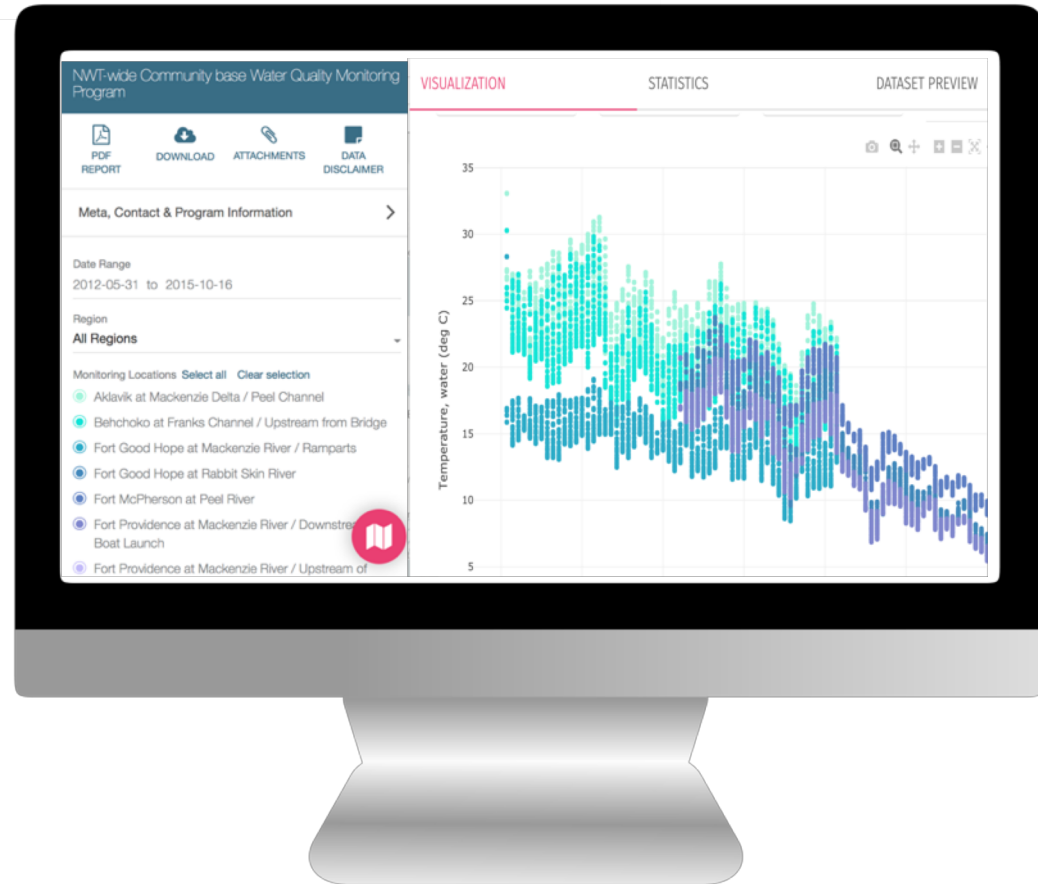 NWT-wide Community base Water Quality Monitoring
Program
PDF
REPORT
DOWNLOAD
ATTACHMENTS
DATA
DISCLAIMER
Meta, Contact & Program Information
Date Range
2012-05-31 to 2015-10-16
Region
All Regions
Monitoring Locations Select all Clear selection
Aklavik at Mackenzie Delta / Peel Channel
Behchoko at Franks Channel / Upstream from Bridge
Fort Good Hope at Mackenzie River / Ramparts
Fort Good Hope at Rabbit Skin River
Fort McPherson at Peel River
Fort Providence at Mackenzie River /
Boat Launch
Fort Providence at Mackenzie River / Upstream of
VISUALIZATION
STATISTICS
DATASET PREVIEW
Temperature, water (deg C)
35
30
25
20
15
10
5